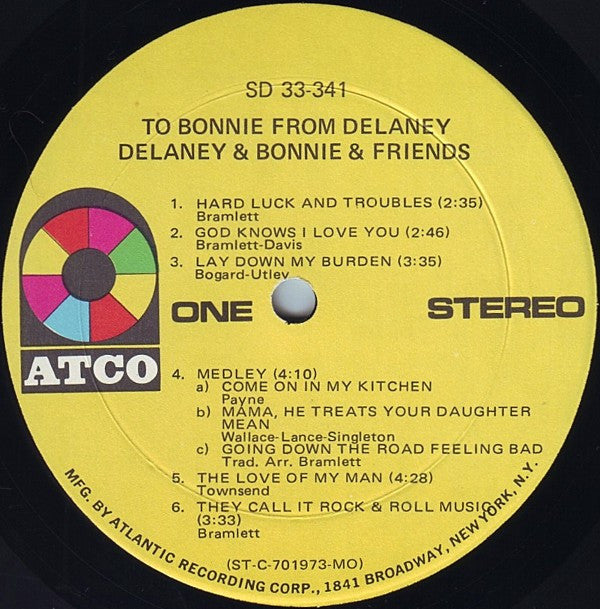 SD 33-341
TO BONNIE FROM DELANEY
DELANEY & BONNIE & FRIENDS
1. HARD LUCK AND TROUBLES (2:35)
Bramlett
2. GOD KNOWS I LOVE YOU (2:46)
Bramlett-Davis
3. LAY DOWN MY BURDEN (3:35)
Bogard-Utley
ONE
STEREO
ATCO
4. MEDLEY (4:10)
a) COME ON IN MY KITCHEN
Payne
b) MAMA, HE TREATS YOUR DAUGHTER
MEAN
Wallace-Lance-Singleton
c) GOING DOWN THE ROAD FEELING BAD
Trad. Arr. Bramlett
5. THE LOVE OF MY MAN (4:28)
Townsend
6. THEY CALL IT ROCK & ROLL MUSIC
(3:33)
Bramlett
(ST-C-701973-MO)
MFG. BY ATLANTIC RECORDING CORP., 1841 BROADWAY, NEW YORK, N.Y.